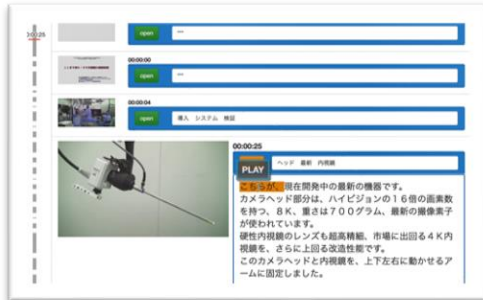 00:00:25
open
""
00:00:00
open
""
00:00:04
open
導入 システム 検証
00:00:25
PLAY
ヘッド 最新 内視鏡
こちらが、現在開発中の最新の機器です。
カメラヘッド部分は、ハイビジョンの１６倍の画素数
を持つ、８Ｋ、重さは７００グラム、最新の撮像素子
が使われています。
硬性内視鏡のレンズも超高精細、市場に出回る４Ｋ内
視鏡を、さらに上回る改造性能です。
このカメラヘッドと内視鏡を、上下左右に動かせるア
ームに固定しました。